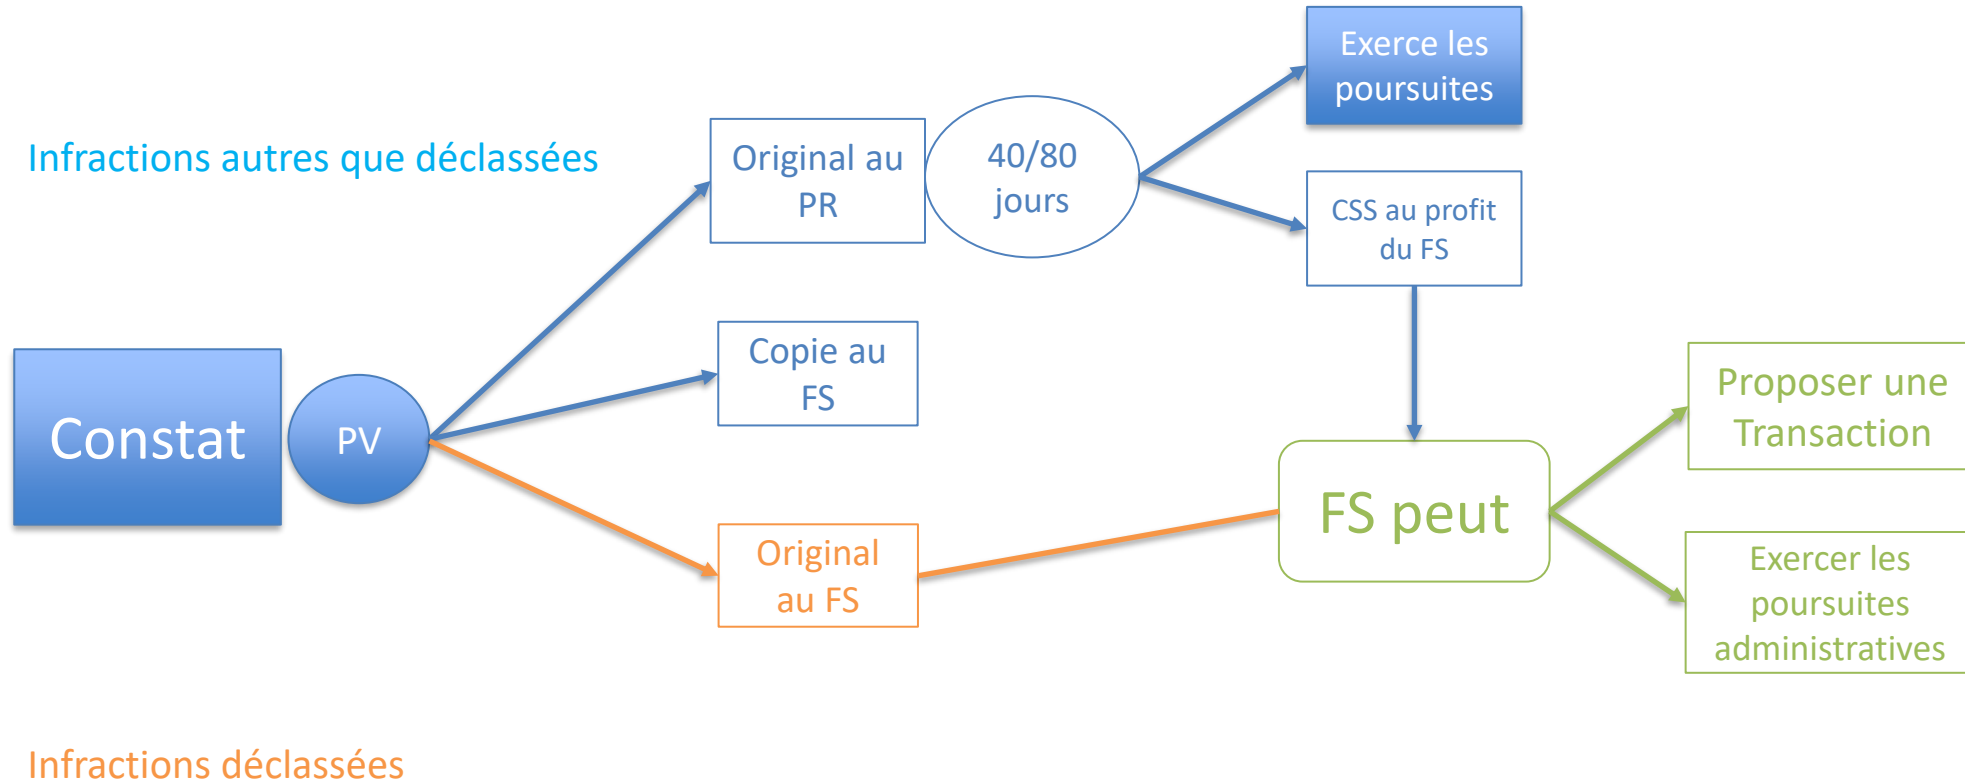 Exerce les
poursuites
Infractions autres que déclassées
Original au
PR
40/80
jours
CSS au profit
du FS
Copie au
FS
Constat
PV
Proposer une
Transaction
FS peut
Original
au FS
Exercer les
poursuites
administratives
Infractions déclassées